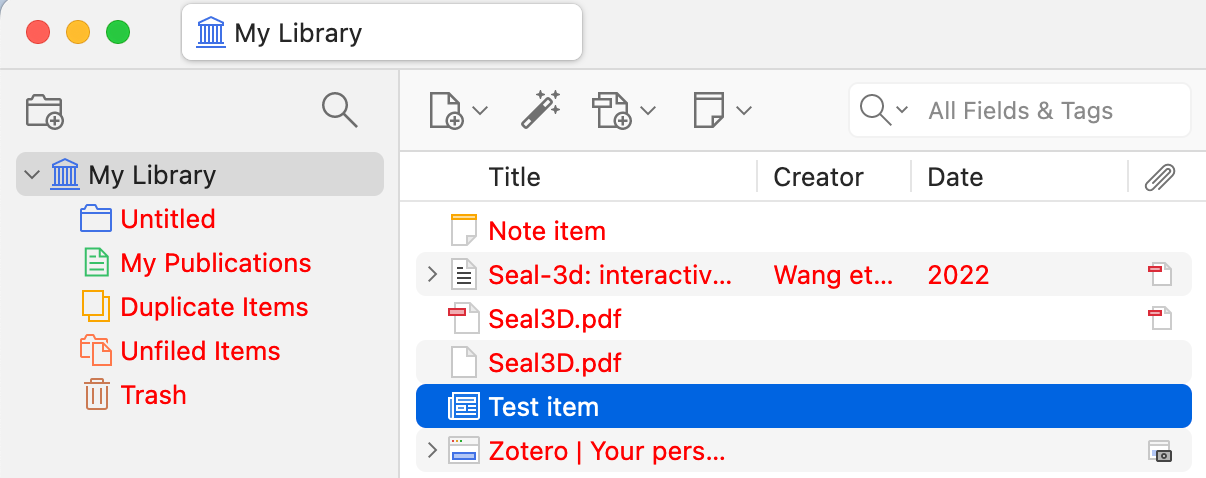 My Library
All Fields & Tags
My Library
Title Creator Date
Untitled
Note item
My Publications
Seal-3d: interactiv... Wang et... 2022
Duplicate Items
Seal3D.pdf
Unfiled Items
Seal3D.pdf
Trash
Test item
Zotero | Your pers...